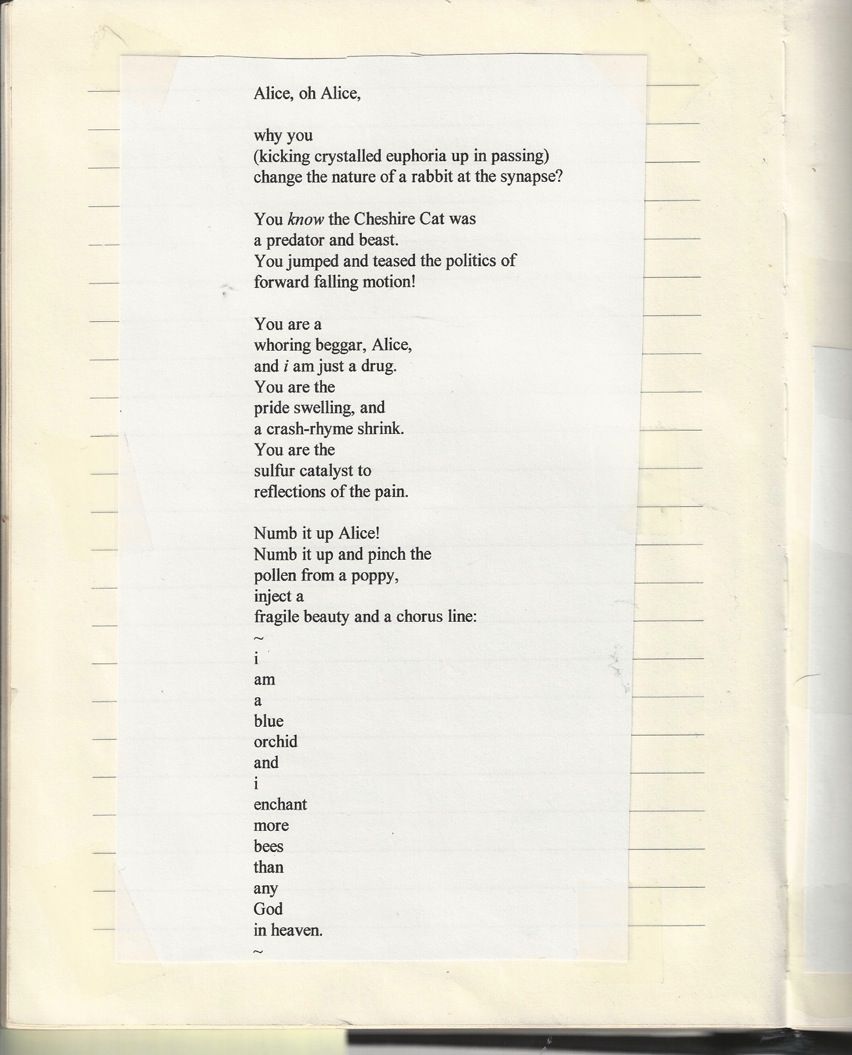 Alice, oh Alice,
why you
(kicking crystalled euphoria up in passing)
change the nature of a rabbit at the synapse?
You know the Cheshire Cat was
a predator and beast.
You jumped and teased the politics of
forward falling motion!
You are a
whoring beggar, Alice,
and i am just a drug.
You are the
pride swelling, and
a crash-rhyme shrink.
You are the
sulfur catalyst to
reflections of the pain.
Numb it up Alice!
Numb it up and pinch the
pollen from a poppy,
inject a
fragile beauty and a chorus line:
~
i
am
a
blue
orchid
and
i
enchant
more
bees
than
any
God
in heaven.
~